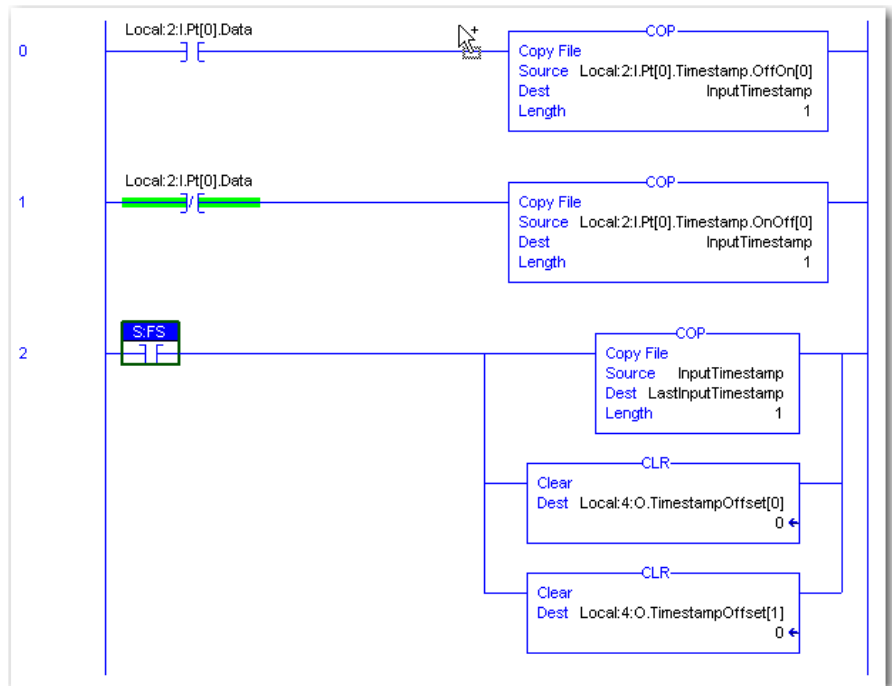 0
Local:2:I.Pt[0].Data
COP
Copy File
Source Local:2:I.Pt[0].Timestamp.OffOn[0]
Dest InputTimestamp
Length 1
1
Local:2:I.Pt[0].Data
COP
Copy File
Source Local:2:I.Pt[0].Timestamp.OnOff[0]
Dest InputTimestamp
Length 1
2
S:FS
COP
Copy File
Source InputTimestamp
Dest LastInputTimestamp
Length 1
CLR
Clear
Dest Local:4:O.TimestampOffset[0]
0
CLR
Clear
Dest Local:4:O.TimestampOffset[1]
0